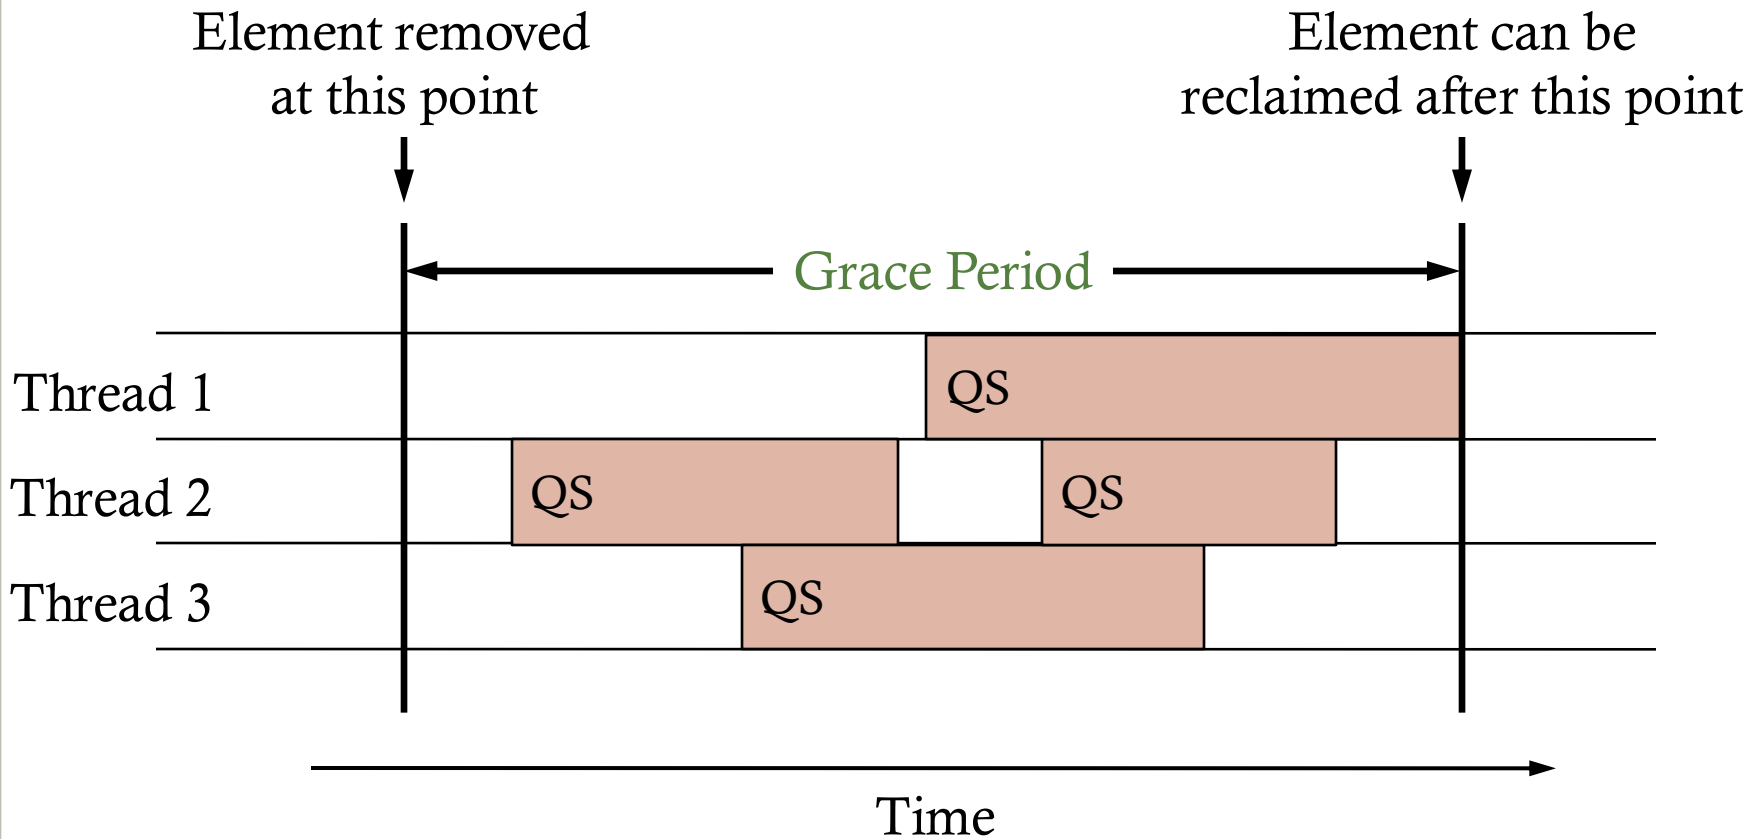 Element removed
at this point
Element can be
reclaimed after this point
Grace Period
Thread 1
QS
Thread 2
QS
QS
Thread 3
QS
Time